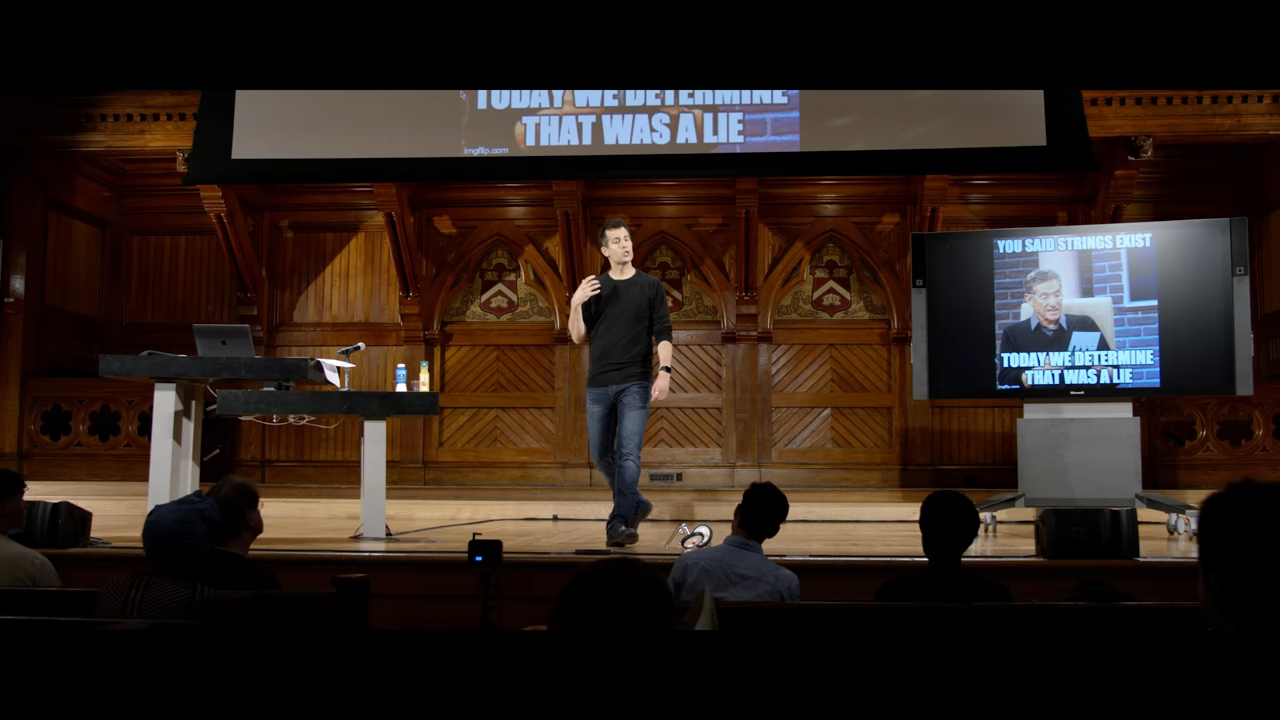 TODAY WE DETERMINE
THAT WAS A LIE
imgflip.com
YOU SAID STRINGS EXIST
TODAY WE DETERMINE
THAT WAS A LIE